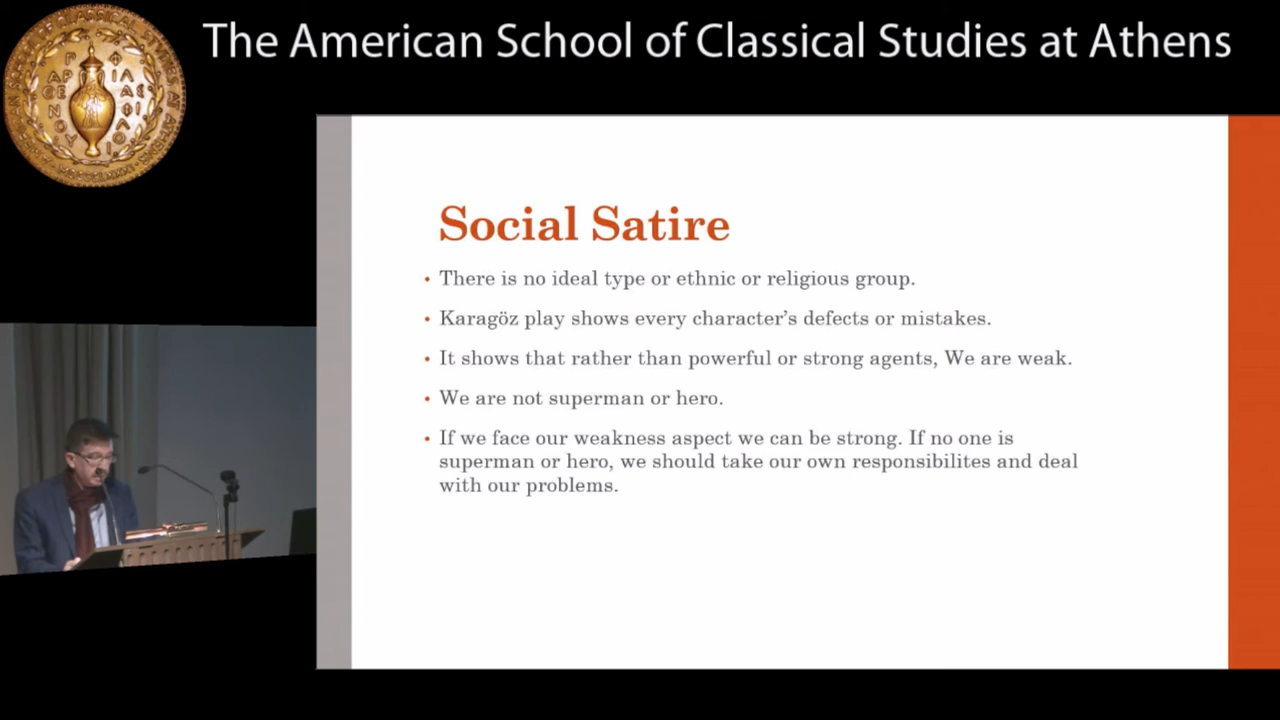 The American School of Classical Studies at Athens
Social Satire
• There is no ideal type or ethnic or religious group.
• Karagöz play shows every character's defects or mistakes.
• It shows that rather than powerful or strong agents, We are weak.
• We are not superman or hero.
• If we face our weakness aspect we can be strong. If no one is
superman or hero, we should take our own responsibilites and deal
with our problems.